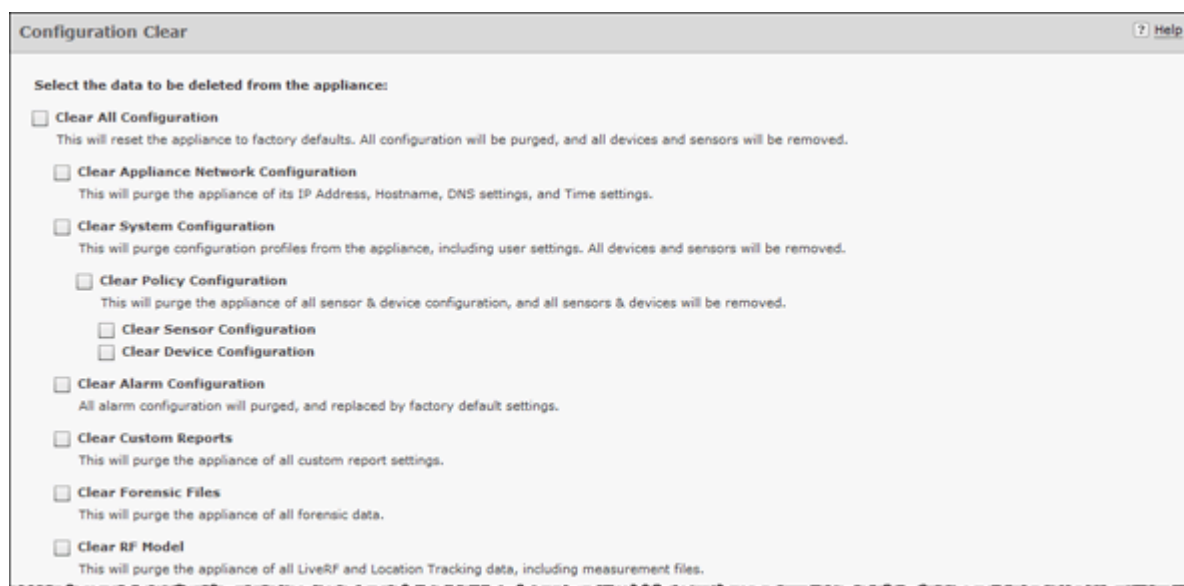 Configuration Clear
? Help
Select the data to be deleted from the appliance:
Clear All Configuration
This will reset the appliance to factory defaults. All configuration will be purged, and all devices and sensors will be removed.
Clear Appliance Network Configuration
This will purge the appliance of its IP Address, Hostname, DNS settings, and Time settings.
Clear System Configuration
This will purge configuration profiles from the appliance, including user settings. All devices and sensors will be removed.
Clear Policy Configuration
This will purge the appliance of all sensor & device configuration, and all sensors & devices will be removed.
Clear Sensor Configuration
Clear Device Configuration
Clear Alarm Configuration
All alarm configuration will purged, and replaced by factory default settings.
Clear Custom Reports
This will purge the appliance of all custom report settings.
Clear Forensic Files
This will purge the appliance of all forensic data.
Clear RF Model
This will purge the appliance of all LiveRF and Location Tracking data, including measurement files.